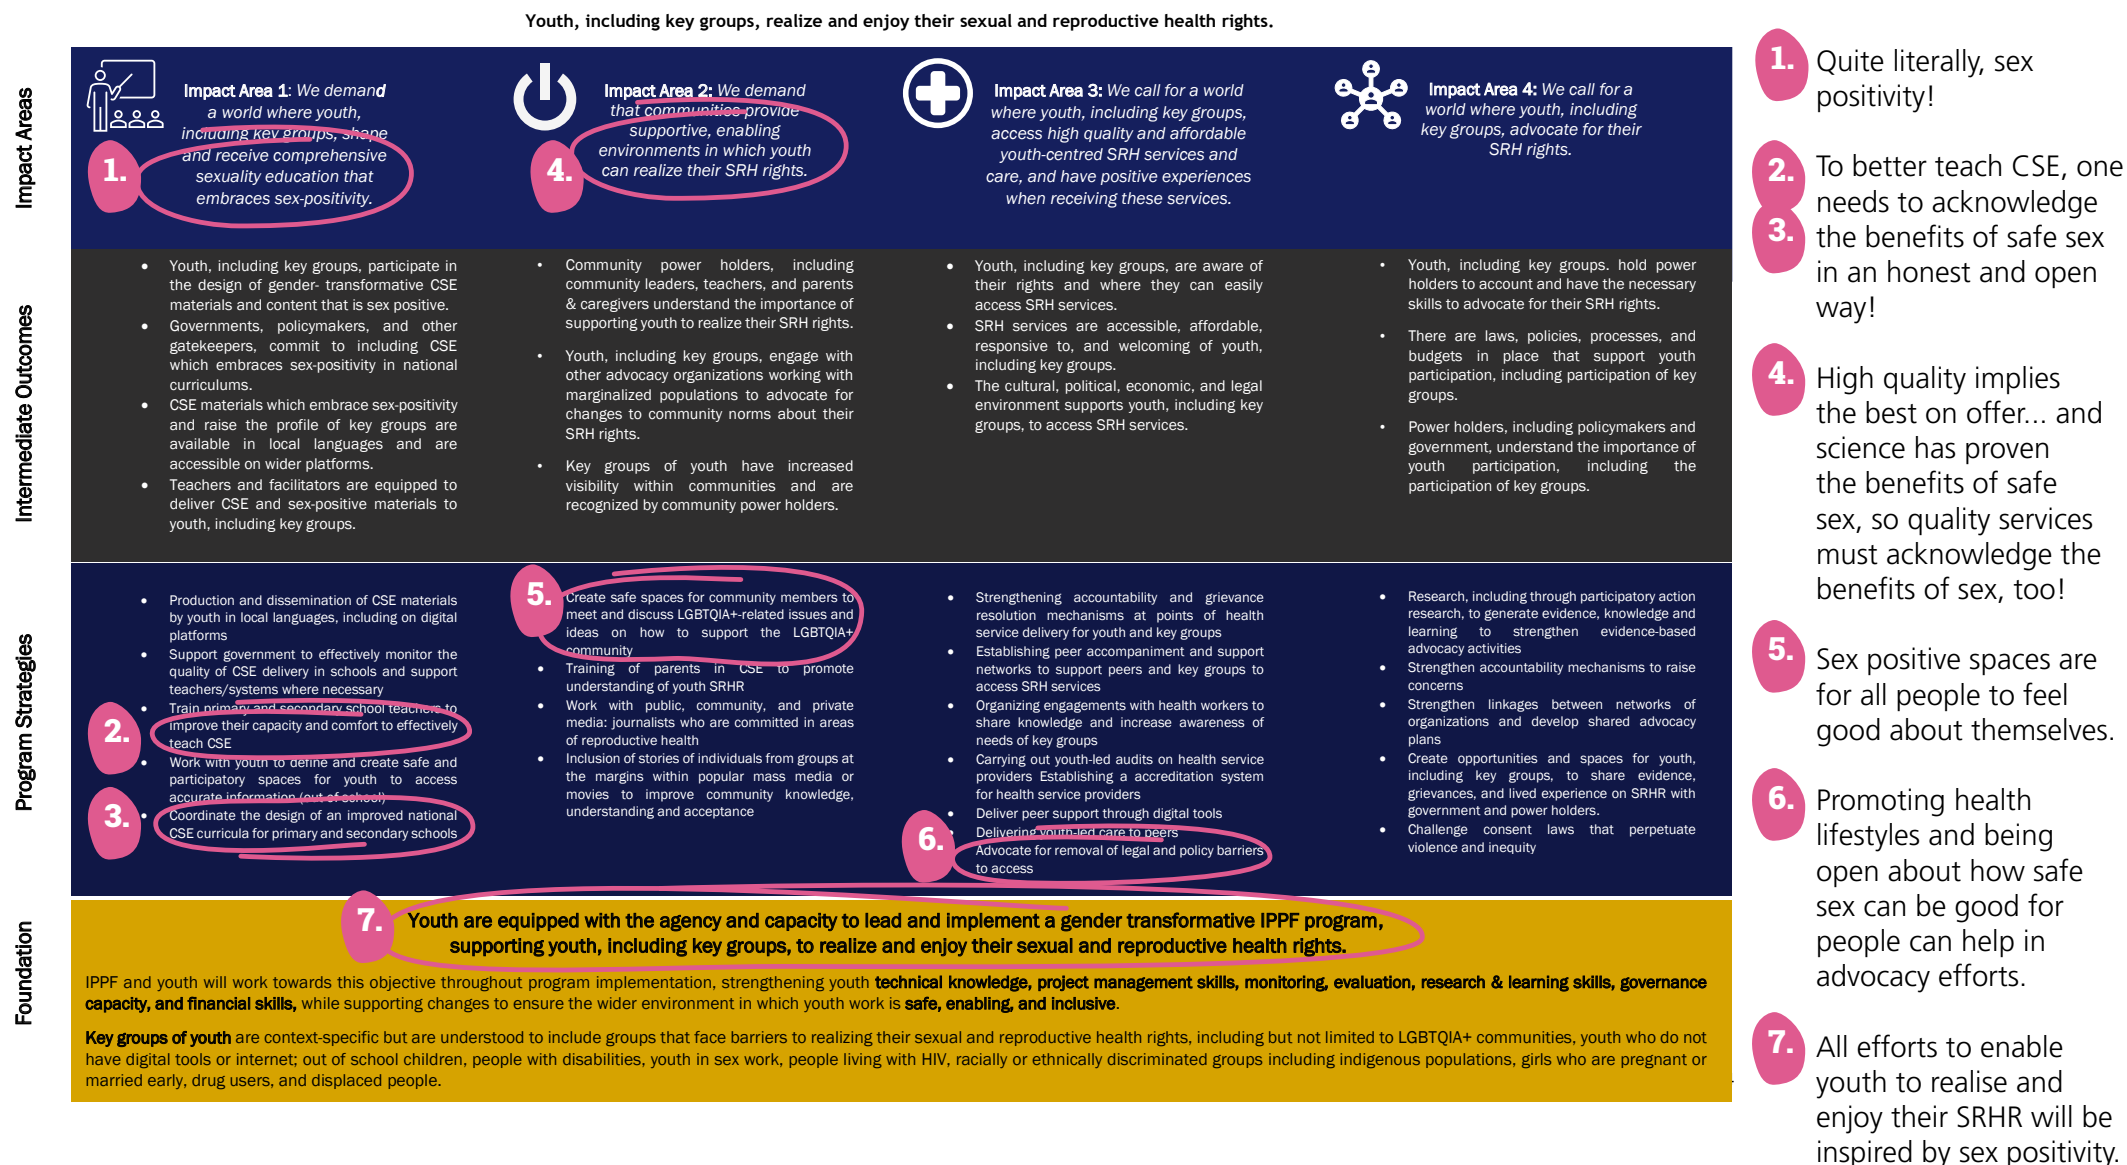 Youth, including key groups, realize and enjoy their sexual and reproductive health rights.
Impact Areas
Impact Area 1: We demand
a world where youth,
including key groups, shape
and receive comprehensive
sexuality education that
embraces sex-positivity.
1.
Impact Area 2: We demand
that communities provide
supportive, enabling
environments in which youth
can realize their SRH rights.
4.
Impact Area 3: We call for a world
where youth, including key groups,
access high quality and affordable
youth-centred SRH services and
care, and have positive experiences
when receiving these services.
Impact Area 4: We call for a
world where youth, including
key groups, advocate for their
SRH rights.
Intermediate Outcomes
• Youth, including key groups, participate in
the design of gender- transformative CSE
materials and content that is sex positive.
• Governments, policymakers, and other
gatekeepers, commit to including CSE
which embraces sex-positivity in national
curriculums.
• CSE materials which embrace sex-positivity
and raise the profile of key groups are
available in local languages and are
accessible on wider platforms.
• Teachers and facilitators are equipped to
deliver CSE and sex-positive materials to
youth, including key groups.
• Community power holders, including
community leaders, teachers, and parents
& caregivers understand the importance of
supporting youth to realize their SRH rights.
• Youth, including key groups, engage with
other advocacy organizations working with
marginalized populations to advocate for
changes to community norms about their
SRH rights.
• Key groups of youth have increased
visibility within communities and are
recognized by community power holders.
• Youth, including key groups, are aware of
their rights and where they can easily
access SRH services.
• SRH services are accessible, affordable,
responsive to, and welcoming of youth,
including key groups.
• The cultural, political, economic, and legal
environment supports youth, including key
groups, to access SRH services.
• Youth, including key groups. hold power
holders to account and have the necessary
skills to advocate for their SRH rights.
• There are laws, policies, processes, and
budgets in place that support youth
participation, including participation of key
groups.
• Power holders, including policymakers and
government, understand the importance of
youth participation, including the
participation of key groups.
Program Strategies
• Production and dissemination of CSE materials
by youth in local languages, including on digital
platforms
• Support government to effectively monitor the
quality of CSE delivery in schools and support
teachers/systems where necessary
• Train primary and secondary school teachers to
improve their capacity and comfort to effectively
teach CSE
2.
• Work with youth to define and create safe and
participatory spaces for youth to access
accurate information (out of school)
• Coordinate the design of an improved national
CSE curricula for primary and secondary schools
3.
5.
Create safe spaces for community members to
meet and discuss LGBTQIA+-related issues and
ideas on how to support the LGBTQIA+
community
• Training of parents in CSE to promote
understanding of youth SRHR
• Work with public, community, and private
media: journalists who are committed in areas
of reproductive health
• Inclusion of stories of individuals from groups at
the margins within popular mass media or
movies to improve community knowledge,
understanding and acceptance
• Strengthening accountability and grievance
resolution mechanisms at points of health
service delivery for youth and key groups
• Establishing peer accompaniment and support
networks to support peers and key groups to
access SRH services
• Organizing engagements with health workers to
share knowledge and increase awareness of
needs of key groups
• Carrying out youth-led audits on health service
providers Establishing a accreditation system
for health service providers
• Deliver peer support through digital tools
• Delivering youth-led care to peers
6.
Advocate for removal of legal and policy barriers
to access
• Research, including through participatory action
research, to generate evidence, knowledge and
learning to strengthen evidence-based
advocacy activities
• Strengthen accountability mechanisms to raise
concerns
• Strengthen linkages between networks of
organizations and develop shared advocacy
plans
• Create opportunities and spaces for youth,
including key groups, to share evidence,
grievances, and lived experience on SRHR with
government and power holders.
• Challenge consent laws that perpetuate
violence and inequity
Foundation
7.
Youth are equipped with the agency and capacity to lead and implement a gender transformative IPPF program,
supporting youth, including key groups, to realize and enjoy their sexual and reproductive health rights.
IPPF and youth will work towards this objective throughout program implementation, strengthening youth technical knowledge, project management skills, monitoring, evaluation, research & learning skills, governance
capacity, and financial skills, while supporting changes to ensure the wider environment in which youth work is safe, enabling, and inclusive.
Key groups of youth are context-specific but are understood to include groups that face barriers to realizing their sexual and reproductive health rights, including but not limited to LGBTQIA+ communities, youth who do not
have digital tools or internet; out of school children, people with disabilities, youth in sex work, people living with HIV, racially or ethnically discriminated groups including indigenous populations, girls who are pregnant or
married early, drug users, and displaced people.
1. Quite literally, sex
positivity!
2. To better teach CSE, one
needs to acknowledge
3. the benefits of safe sex
in an honest and open
way!
4. High quality implies
the best on offer... and
science has proven
the benefits of safe
sex, so quality services
must acknowledge the
benefits of sex, too!
5. Sex positive spaces are
for all people to feel
good about themselves.
6. Promoting health
lifestyles and being
open about how safe
sex can be good for
people can help in
advocacy efforts.
7. All efforts to enable
youth to realise and
enjoy their SRHR will be
inspired by sex positivity.